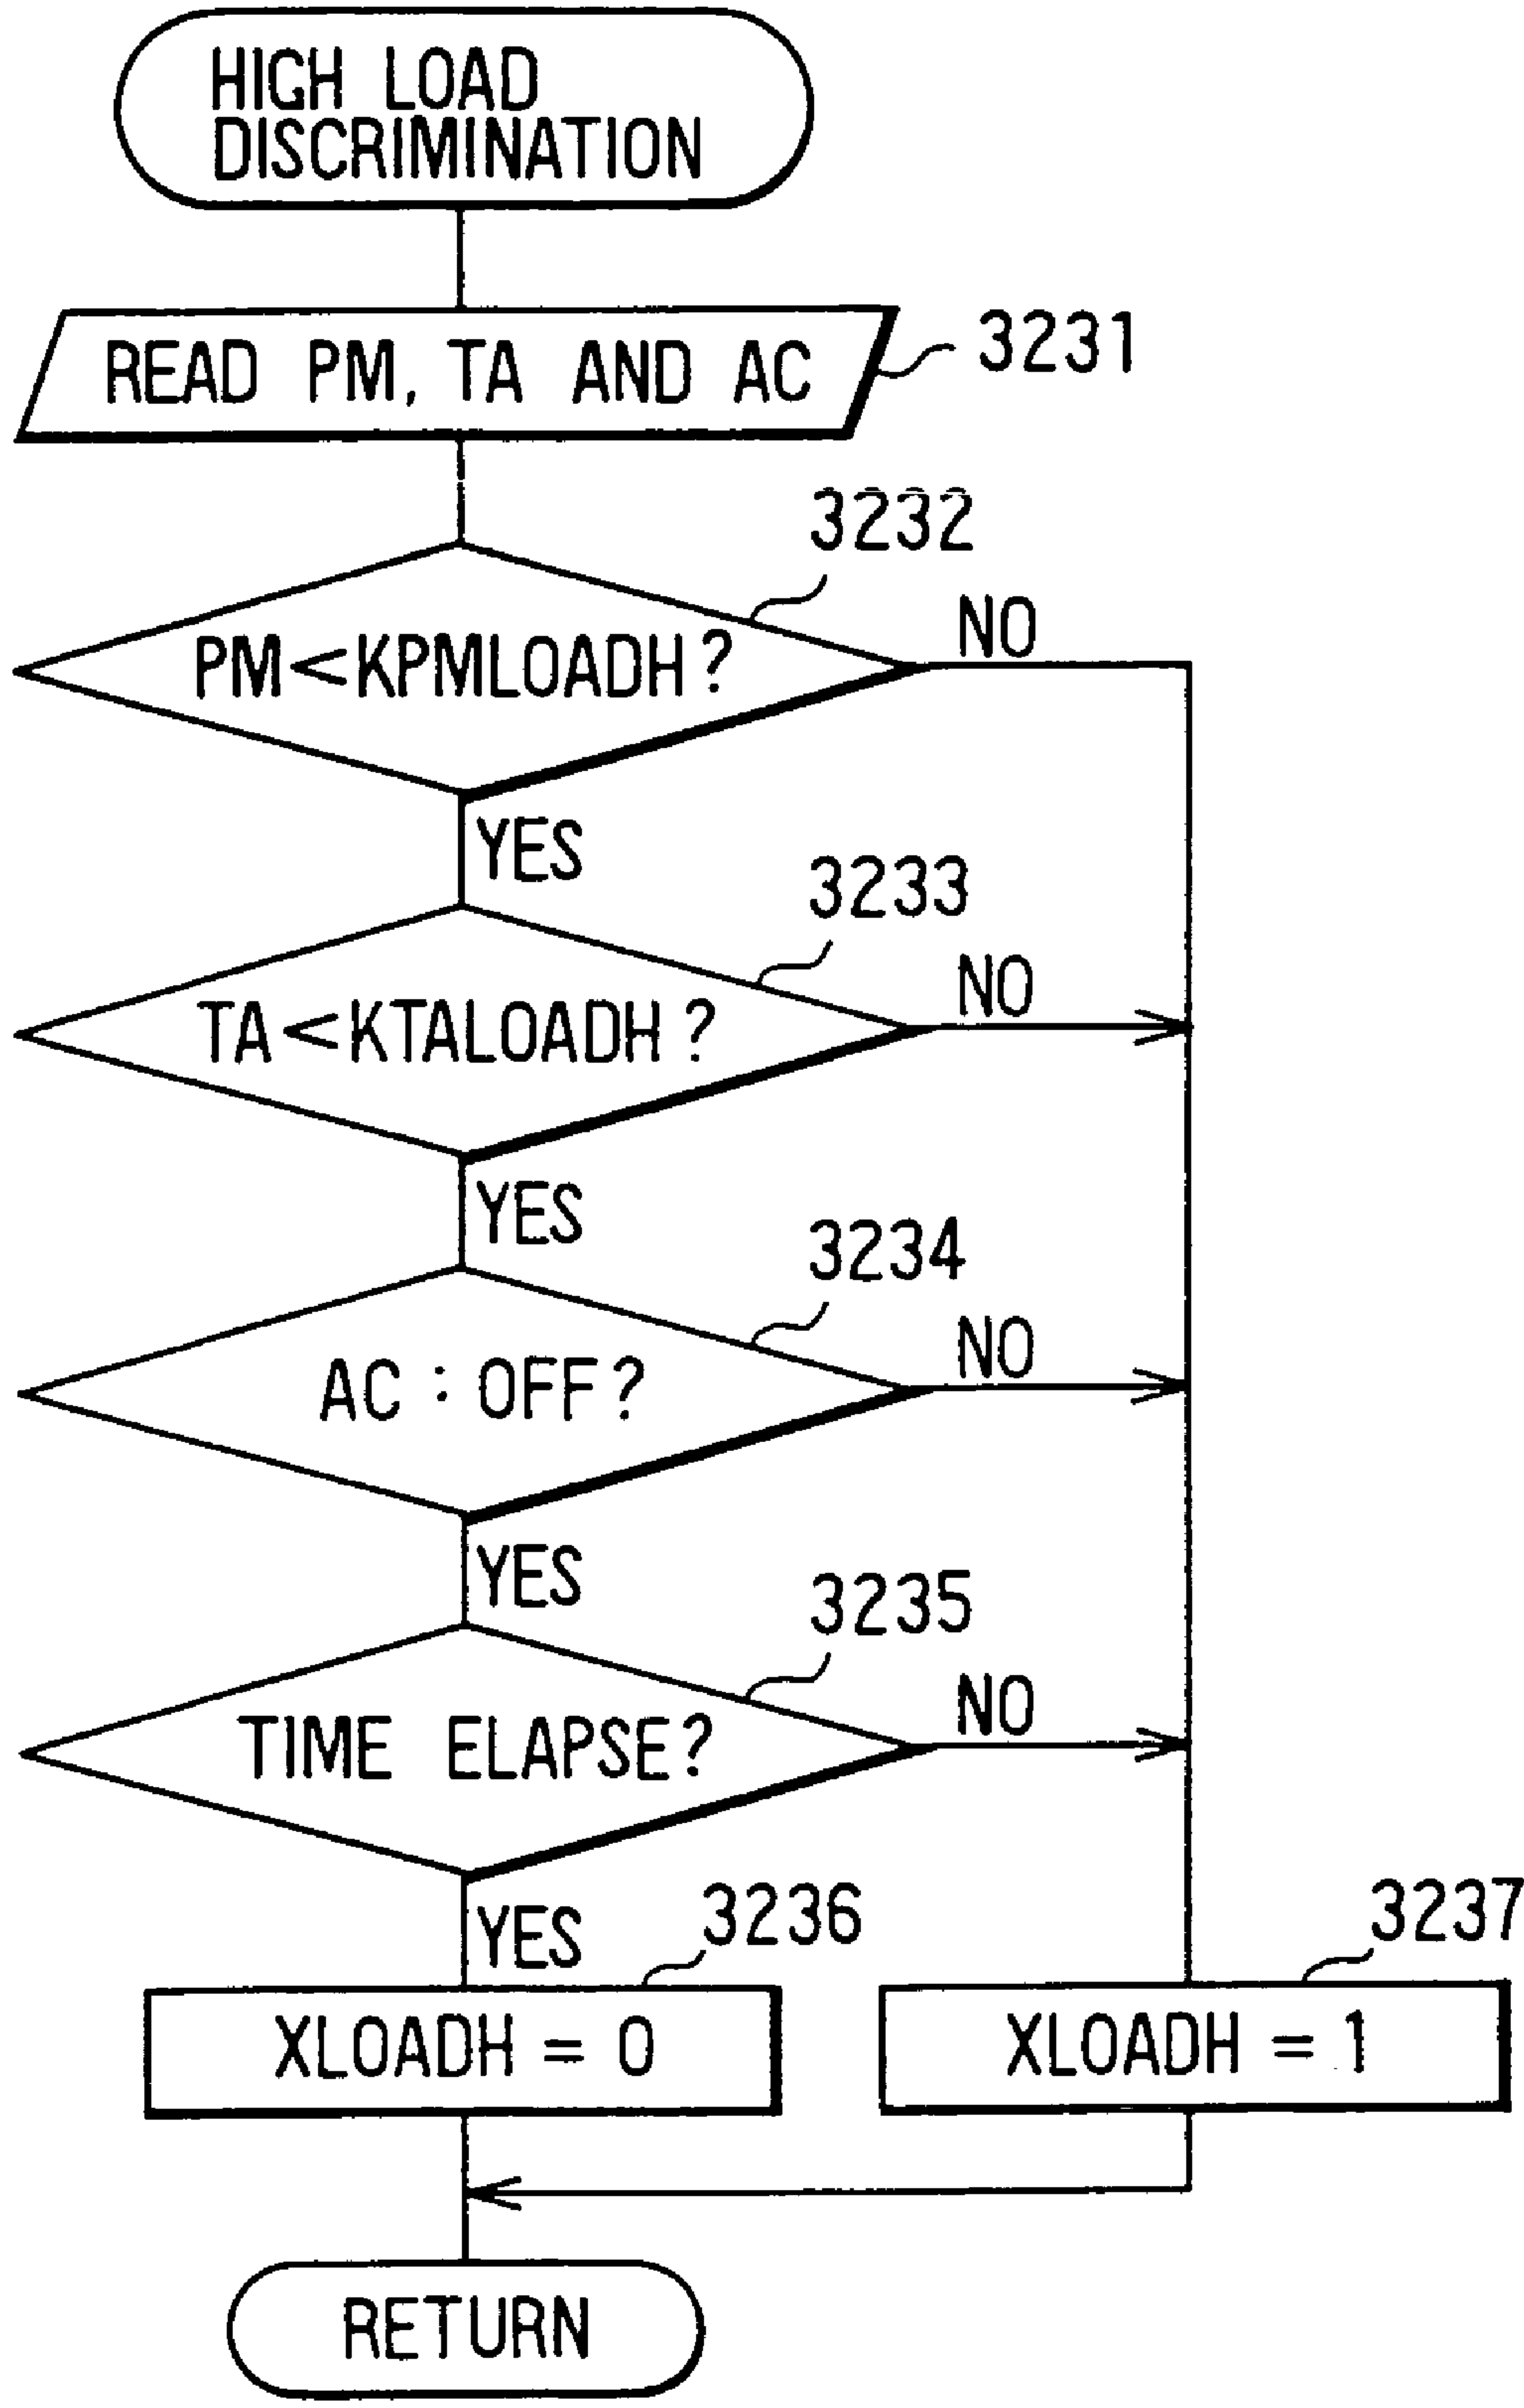 HIGH LOAD
DISCRIMINATION
READ PM, TA AND AC
3231
3232
PM<KPMLOADH?
NO
YES
3233
TA<KTALOADH?
NO
YES
3234
AC : OFF?
NO
YES
3235
TIME ELAPSE?
NO
YES
3236
3237
XLOADH = 0
XLOADH = 1
RETURN